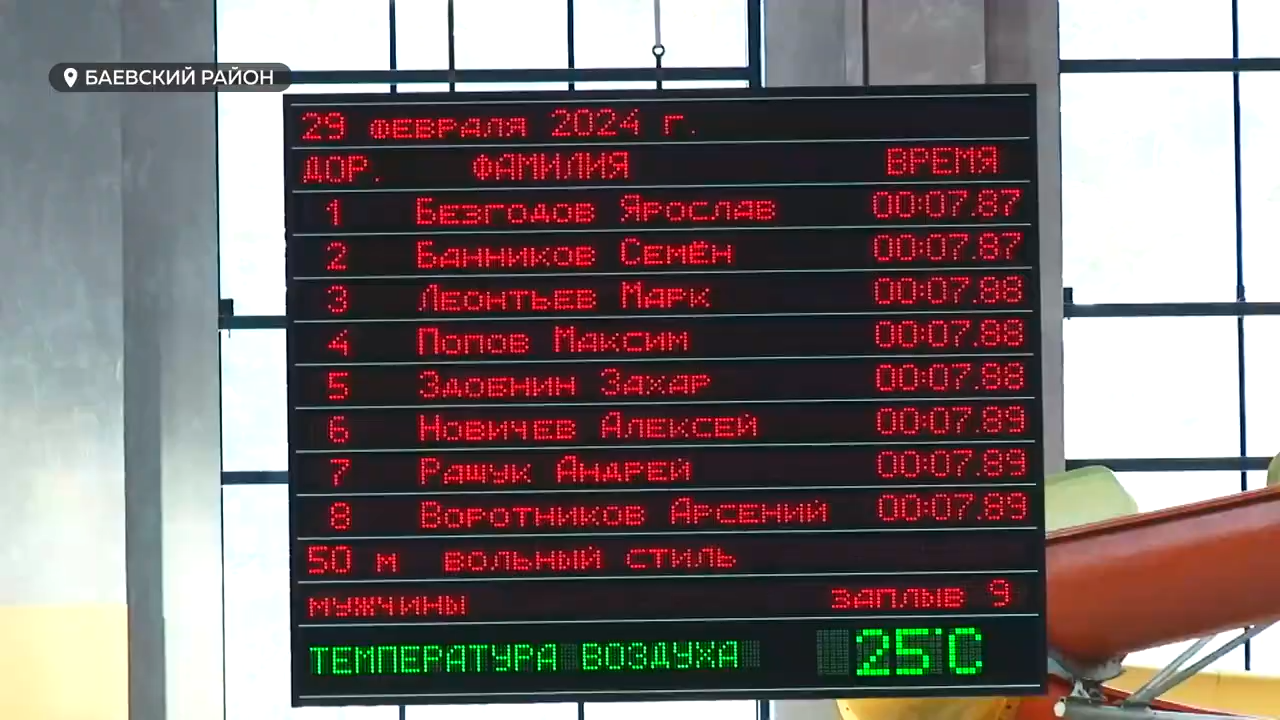 БАЕВСКИЙ РАЙОН
29 февраля 2024 г.
ДОР. ФАМИЛИЯ ВРЕМЯ
1 Безгодов Ярослав 00:07.87
2 Банников Семён 00:07.87
3 Леонтьев Марк 00:07.88
4 Попов Максим 00:07.88
5 Здобнин Захар 00:07.88
6 Новичев Алексей 00:07.89
7 Ращук Андрей 00:07.89
8 Воротников Арсений 00:07.89
50 м вольный стиль
мужчины заплыв 9
ТЕМПЕРАТУРА ВОЗДУХА 25°C